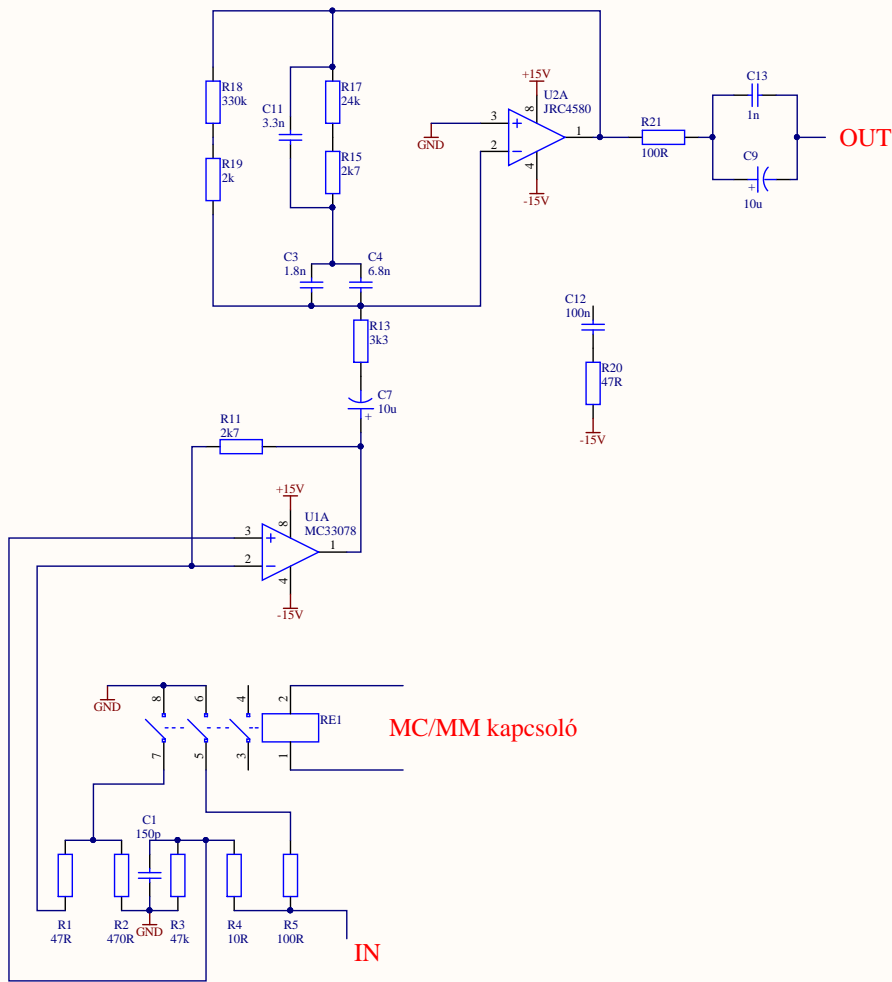 R18
330k
C11
3.3n
R17
24k
R19
2k
R15
2k7
+15V
U2A
JRC4580
8
3
2
1
4
GND
-15V
R21
100R
C13
1n
OUT
C9
+
10u
C3
1.8n
C4
6.8n
R13
3k3
C12
100n
R20
47R
-15V
C7
10u
+
R11
2k7
+15V
U1A
MC33078
8
3
2
1
4
-15V
GND
8
6
4
2
RE1
MC/MM kapcsoló
7
5
3
1
C1
150p
R1
47R
R2
470R
GND
R3
47k
R4
10R
R5
100R
IN